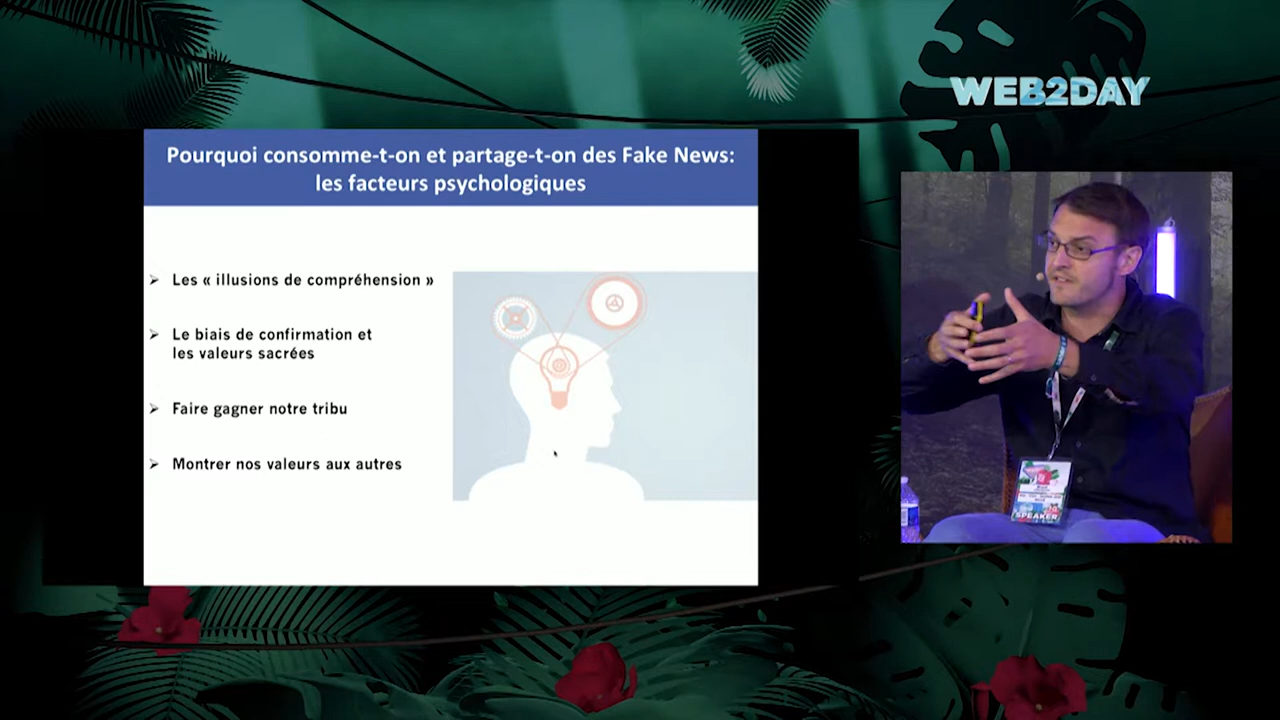 WEB2DAY
Pourquoi consomme-t-on et partage-t-on des Fake News:
les facteurs psychologiques
➢ Les « illusions de compréhension »
➢ Le biais de confirmation et
les valeurs sacrées
➢ Faire gagner notre tribu
➢ Montrer nos valeurs aux autres
SPEAKER